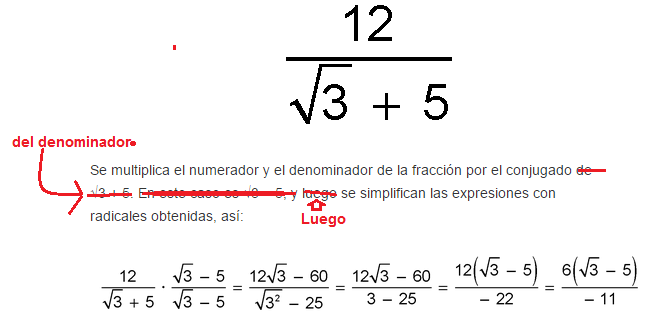 12
√3 + 5
del denominador.
Se multiplica el numerador y el denominador de la fracción por el conjugado de
√3 + 5. En este caso es √3 − 5, y luego se simplifican las expresiones con
Luego
radicales obtenidas, así:
12/(√3 + 5) · (√3 − 5)/(√3 − 5) = (12√3 − 60)/(√3² − 25) = (12√3 − 60)/(3 − 25) = 12(√3 − 5)/(− 22) = 6(√3 − 5)/(− 11)